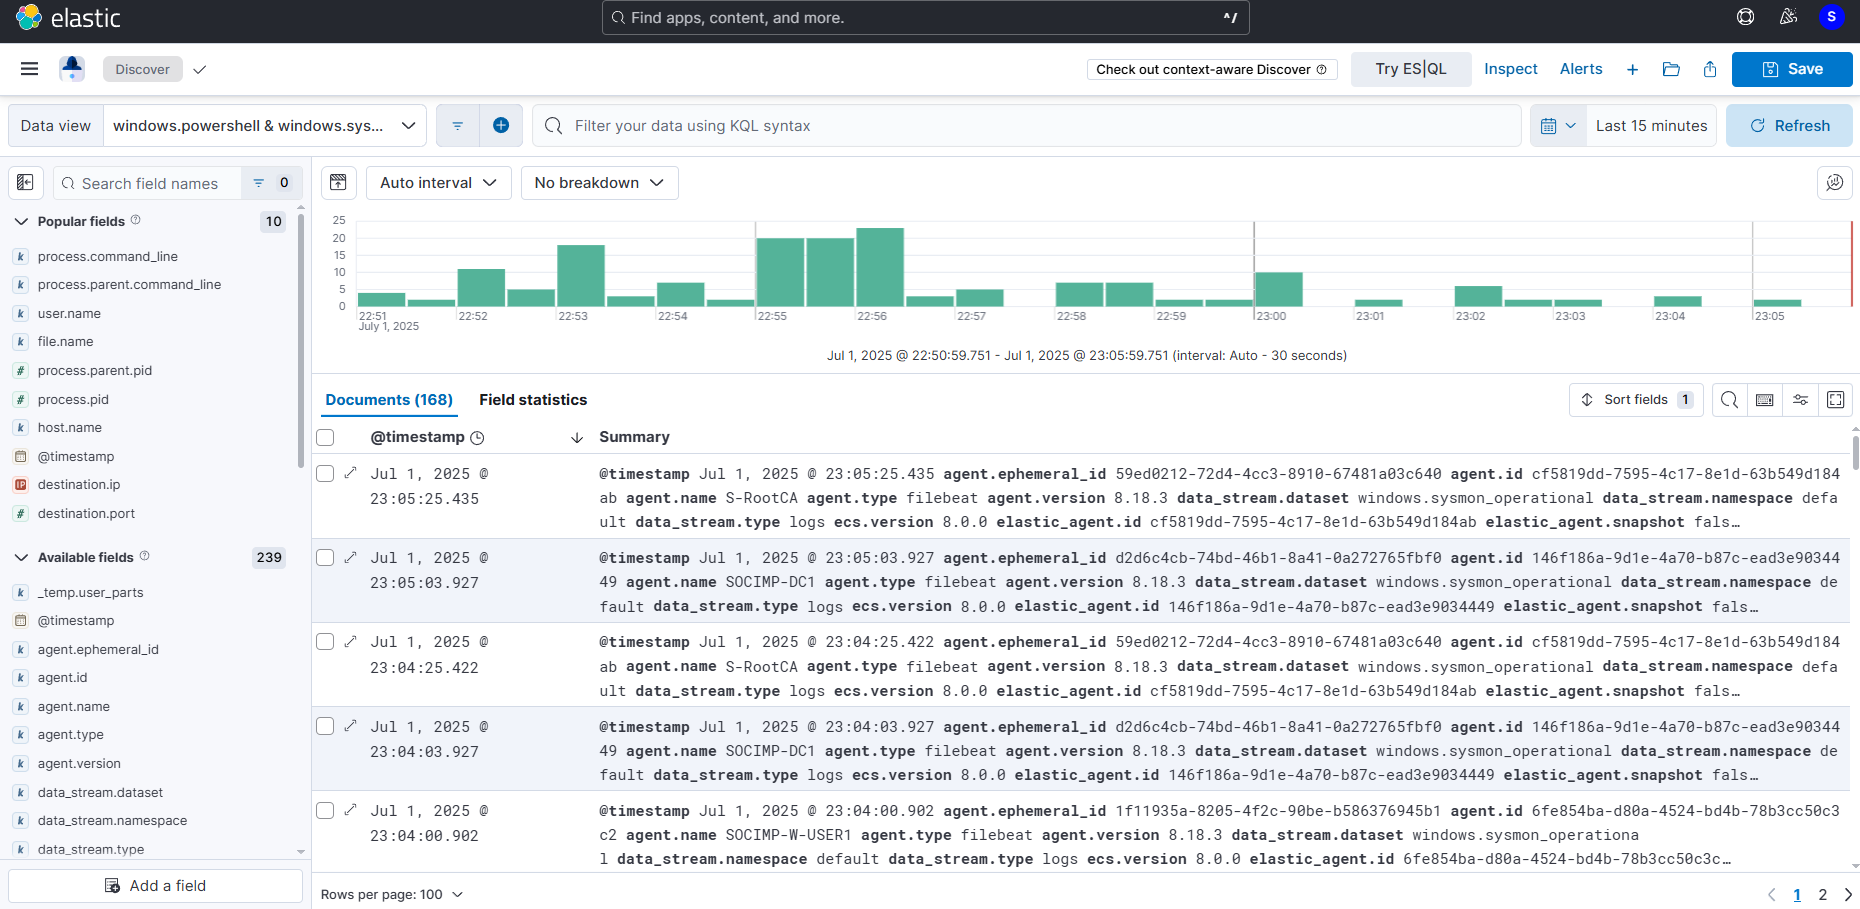 elastic
Find apps, content, and more.
^/
S
Discover
Check out context-aware Discover
Try ES|QL
Inspect
Alerts
Save
Data view
windows.powershell & windows.sys...
Filter your data using KQL syntax
Last 15 minutes
Refresh
Search field names
0
Auto interval
No breakdown
Popular fields
10
k process.command_line
k process.parent.command_line
k user.name
k file.name
# process.parent.pid
# process.pid
k host.name
@timestamp
IP destination.ip
# destination.port
Available fields
239
k _temp.user_parts
@timestamp
k agent.ephemeral_id
k agent.id
k agent.name
k agent.type
k agent.version
k data_stream.dataset
k data_stream.namespace
k data_stream.type
Add a field
25
20
15
10
5
0
22:51
July 1, 2025
22:52
22:53
22:54
22:55
22:56
22:57
22:58
22:59
23:00
23:01
23:02
23:03
23:04
23:05
Jul 1, 2025 @ 22:50:59.751 - Jul 1, 2025 @ 23:05:59.751 (interval: Auto - 30 seconds)
Documents (168)
Field statistics
Sort fields 1
@timestamp
Summary
Jul 1, 2025 @
23:05:25.435
@timestamp Jul 1, 2025 @ 23:05:25.435 agent.ephemeral_id 59ed0212-72d4-4cc3-8910-67481a03c640 agent.id cf5819dd-7595-4c17-8e1d-63b549d184
ab agent.name S-RootCA agent.type filebeat agent.version 8.18.3 data_stream.dataset windows.sysmon_operational data_stream.namespace defa
ult data_stream.type logs ecs.version 8.0.0 elastic_agent.id cf5819dd-7595-4c17-8e1d-63b549d184ab elastic_agent.snapshot fals…
Jul 1, 2025 @
23:05:03.927
@timestamp Jul 1, 2025 @ 23:05:03.927 agent.ephemeral_id d2d6c4cb-74bd-46b1-8a41-0a272765fbf0 agent.id 146f186a-9d1e-4a70-b87c-ead3e90344
49 agent.name SOCIMP-DC1 agent.type filebeat agent.version 8.18.3 data_stream.dataset windows.sysmon_operational data_stream.namespace de
fault data_stream.type logs ecs.version 8.0.0 elastic_agent.id 146f186a-9d1e-4a70-b87c-ead3e9034449 elastic_agent.snapshot fals…
Jul 1, 2025 @
23:04:25.422
@timestamp Jul 1, 2025 @ 23:04:25.422 agent.ephemeral_id 59ed0212-72d4-4cc3-8910-67481a03c640 agent.id cf5819dd-7595-4c17-8e1d-63b549d184
ab agent.name S-RootCA agent.type filebeat agent.version 8.18.3 data_stream.dataset windows.sysmon_operational data_stream.namespace defa
ult data_stream.type logs ecs.version 8.0.0 elastic_agent.id cf5819dd-7595-4c17-8e1d-63b549d184ab elastic_agent.snapshot fals…
Jul 1, 2025 @
23:04:03.927
@timestamp Jul 1, 2025 @ 23:04:03.927 agent.ephemeral_id d2d6c4cb-74bd-46b1-8a41-0a272765fbf0 agent.id 146f186a-9d1e-4a70-b87c-ead3e90344
49 agent.name SOCIMP-DC1 agent.type filebeat agent.version 8.18.3 data_stream.dataset windows.sysmon_operational data_stream.namespace de
fault data_stream.type logs ecs.version 8.0.0 elastic_agent.id 146f186a-9d1e-4a70-b87c-ead3e9034449 elastic_agent.snapshot fals…
Jul 1, 2025 @
23:04:00.902
@timestamp Jul 1, 2025 @ 23:04:00.902 agent.ephemeral_id 1f11935a-8205-4f2c-90be-b586376945b1 agent.id 6fe854ba-d80a-4524-bd4b-78b3cc50c3
c2 agent.name SOCIMP-W-USER1 agent.type filebeat agent.version 8.18.3 data_stream.dataset windows.sysmon_operationa
l data_stream.namespace default data_stream.type logs ecs.version 8.0.0 elastic_agent.id 6fe854ba-d80a-4524-bd4b-78b3cc50c3c…
Rows per page: 100
1
2